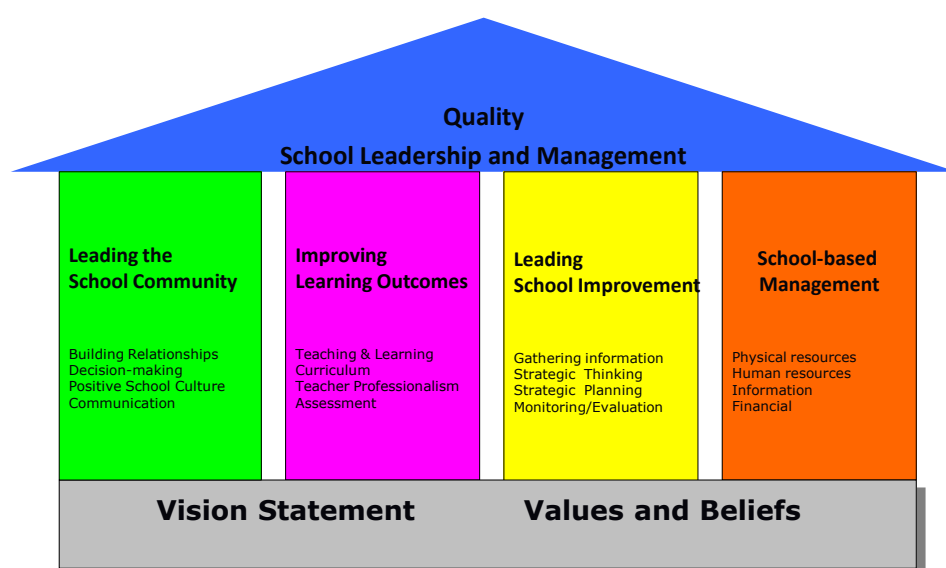 Quality
School Leadership and Management
Leading the
School Community
Building Relationships
Decision-making
Positive School Culture
Communication
Improving
Learning Outcomes
Teaching & Learning
Curriculum
Teacher Professionalism
Assessment
Leading
School Improvement
Gathering information
Strategic Thinking
Strategic Planning
Monitoring/Evaluation
School-based
Management
Physical resources
Human resources
Information
Financial
Vision Statement
Values and Beliefs